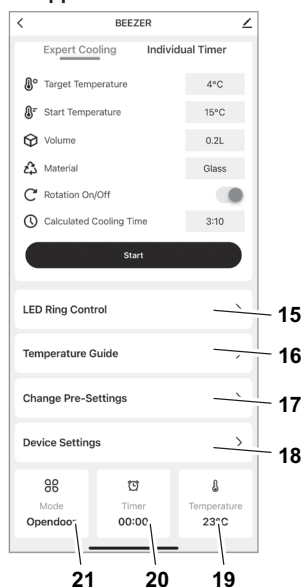 BEEZER
Expert Cooling Individual Timer
Target Temperature 4°C
Start Temperature 15°C
Volume 0.2L
Material Glass
Rotation On/Off
Calculated Cooling Time 3:10
Start
LED Ring Control 15
Temperature Guide 16
Change Pre-Settings 17
Device Settings 18
Mode Timer Temperature
Opendoor 00:00 23°C
21 20 19